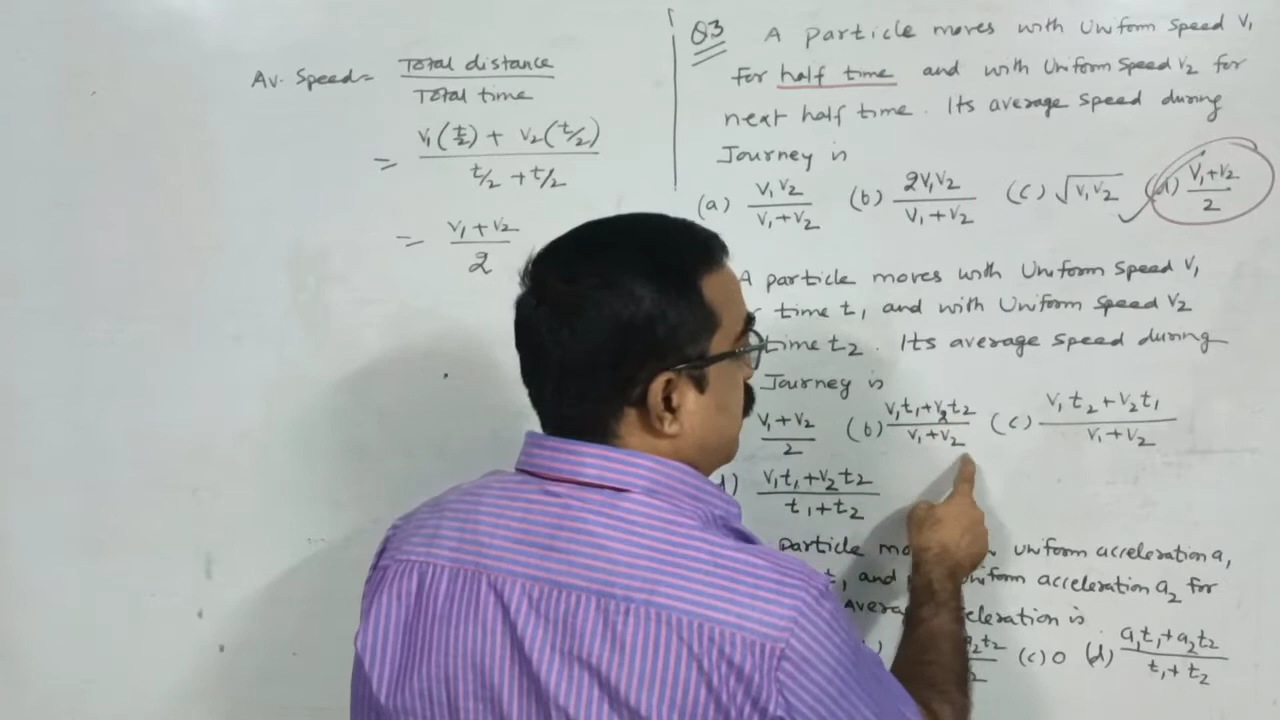 Av. Speed = Total distance / Total time
= V₁(t/2) + V₂(t/2) / t/2 + t/2
= V₁ + V₂ / 2
Q3 A particle moves with Uniform Speed V₁
For half time and with Uniform Speed V₂ for
next half time. Its average speed during
Journey is
(a) V₁V₂ / V₁+V₂ (b) 2V₁V₂ / V₁+V₂ (c) √V₁V₂ (d) V₁+V₂ / 2
A particle moves with Uniform Speed V₁
time t₁ and with Uniform Speed V₂
time t₂. Its average speed during
Journey is
V₁+V₂ / 2 (b) V₁t₁+V₂t₂ / V₁+V₂ (c) V₁t₂+V₂t₁ / V₁+V₂
d) V₁t₁+V₂t₂ / t₁+t₂
particle uniform acceleration a₁
and uniform acceleration a₂ for
is
(c) 0 (d) a₁t₁+a₂t₂ / t₁+t₂